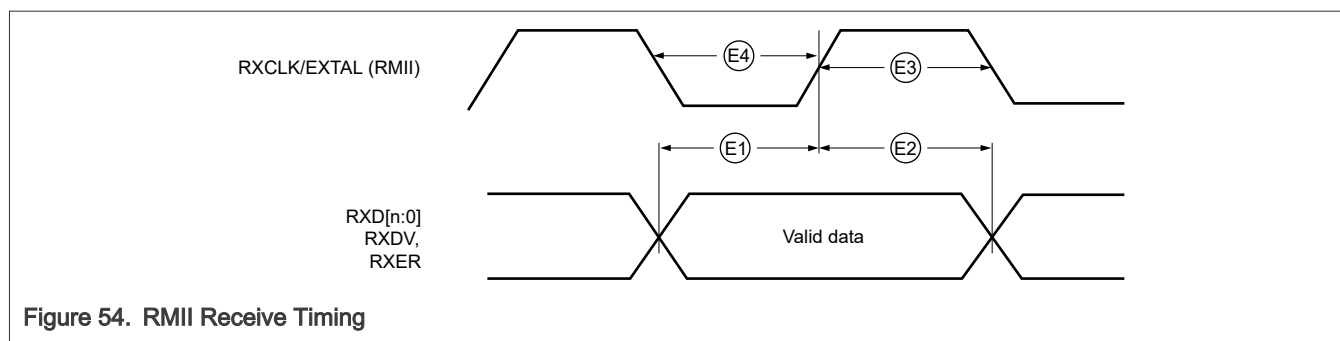 RXCLK/EXTAL (RMII)
E4
E3
E1
E2
RXD[n:0]
RXDV,
RXER
Valid data
Figure 54. RMII Receive Timing